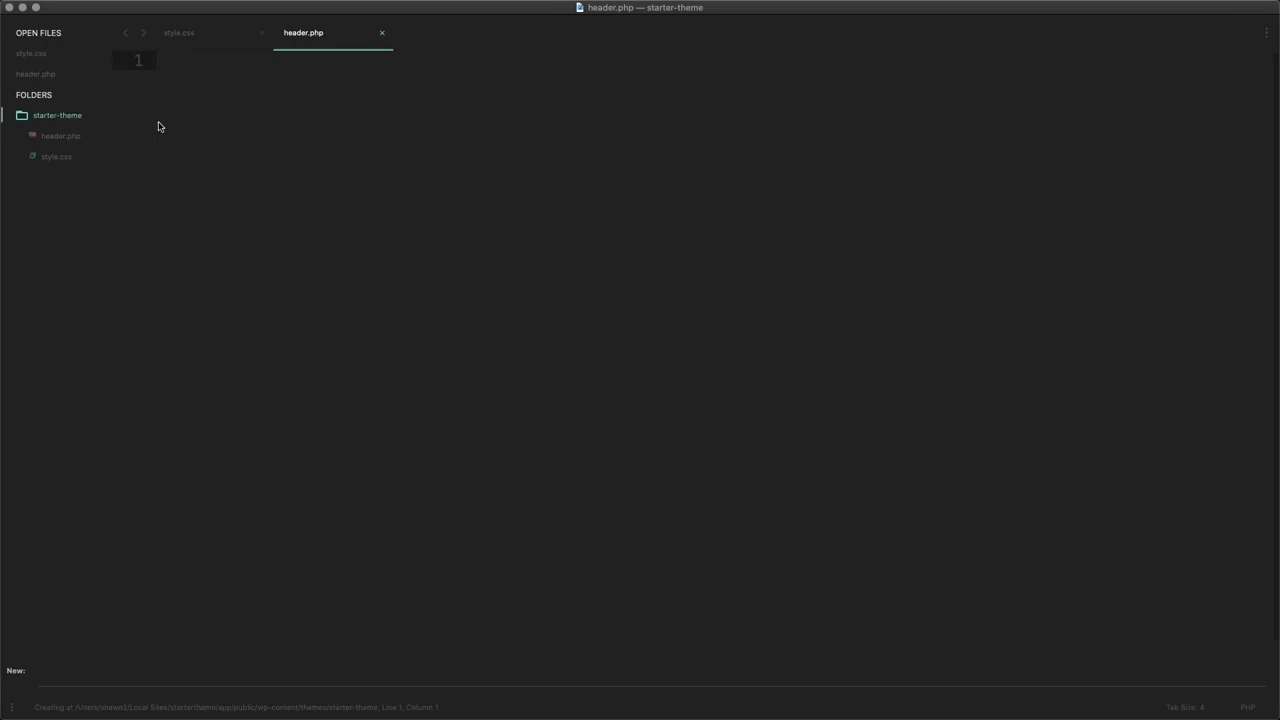 header.php — starter-theme
OPEN FILES
style.css
header.php
FOLDERS
starter-theme
header.php
style.css
style.css
header.php
1
New:
Creating at /Users/shawn2/Local Sites/startertheme/app/public/wp-content/themes/starter-theme, Line 1, Column 1
Tab Size: 4
PHP